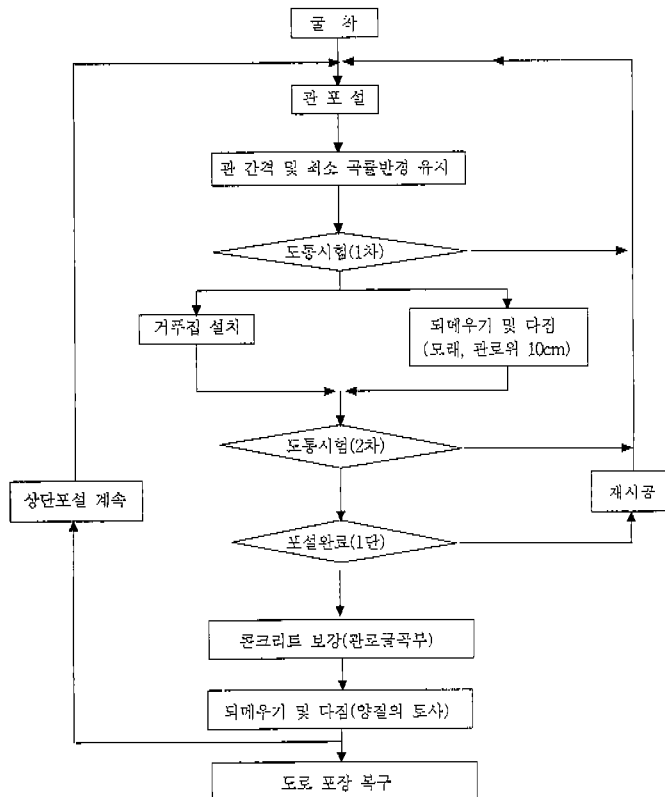 굴 착
관 포 설
관 간격 및 최소 곡률반경 유지
도통시험(1차)
거푸집 설치
되메우기 및 다짐
(모래, 관로위 10cm)
도통시험(2차)
상단포설 계속
재시공
포설완료(1단)
콘크리트 보강(관로굴곡부)
되메우기 및 다짐(양질의 토사)
도로 포장 복구